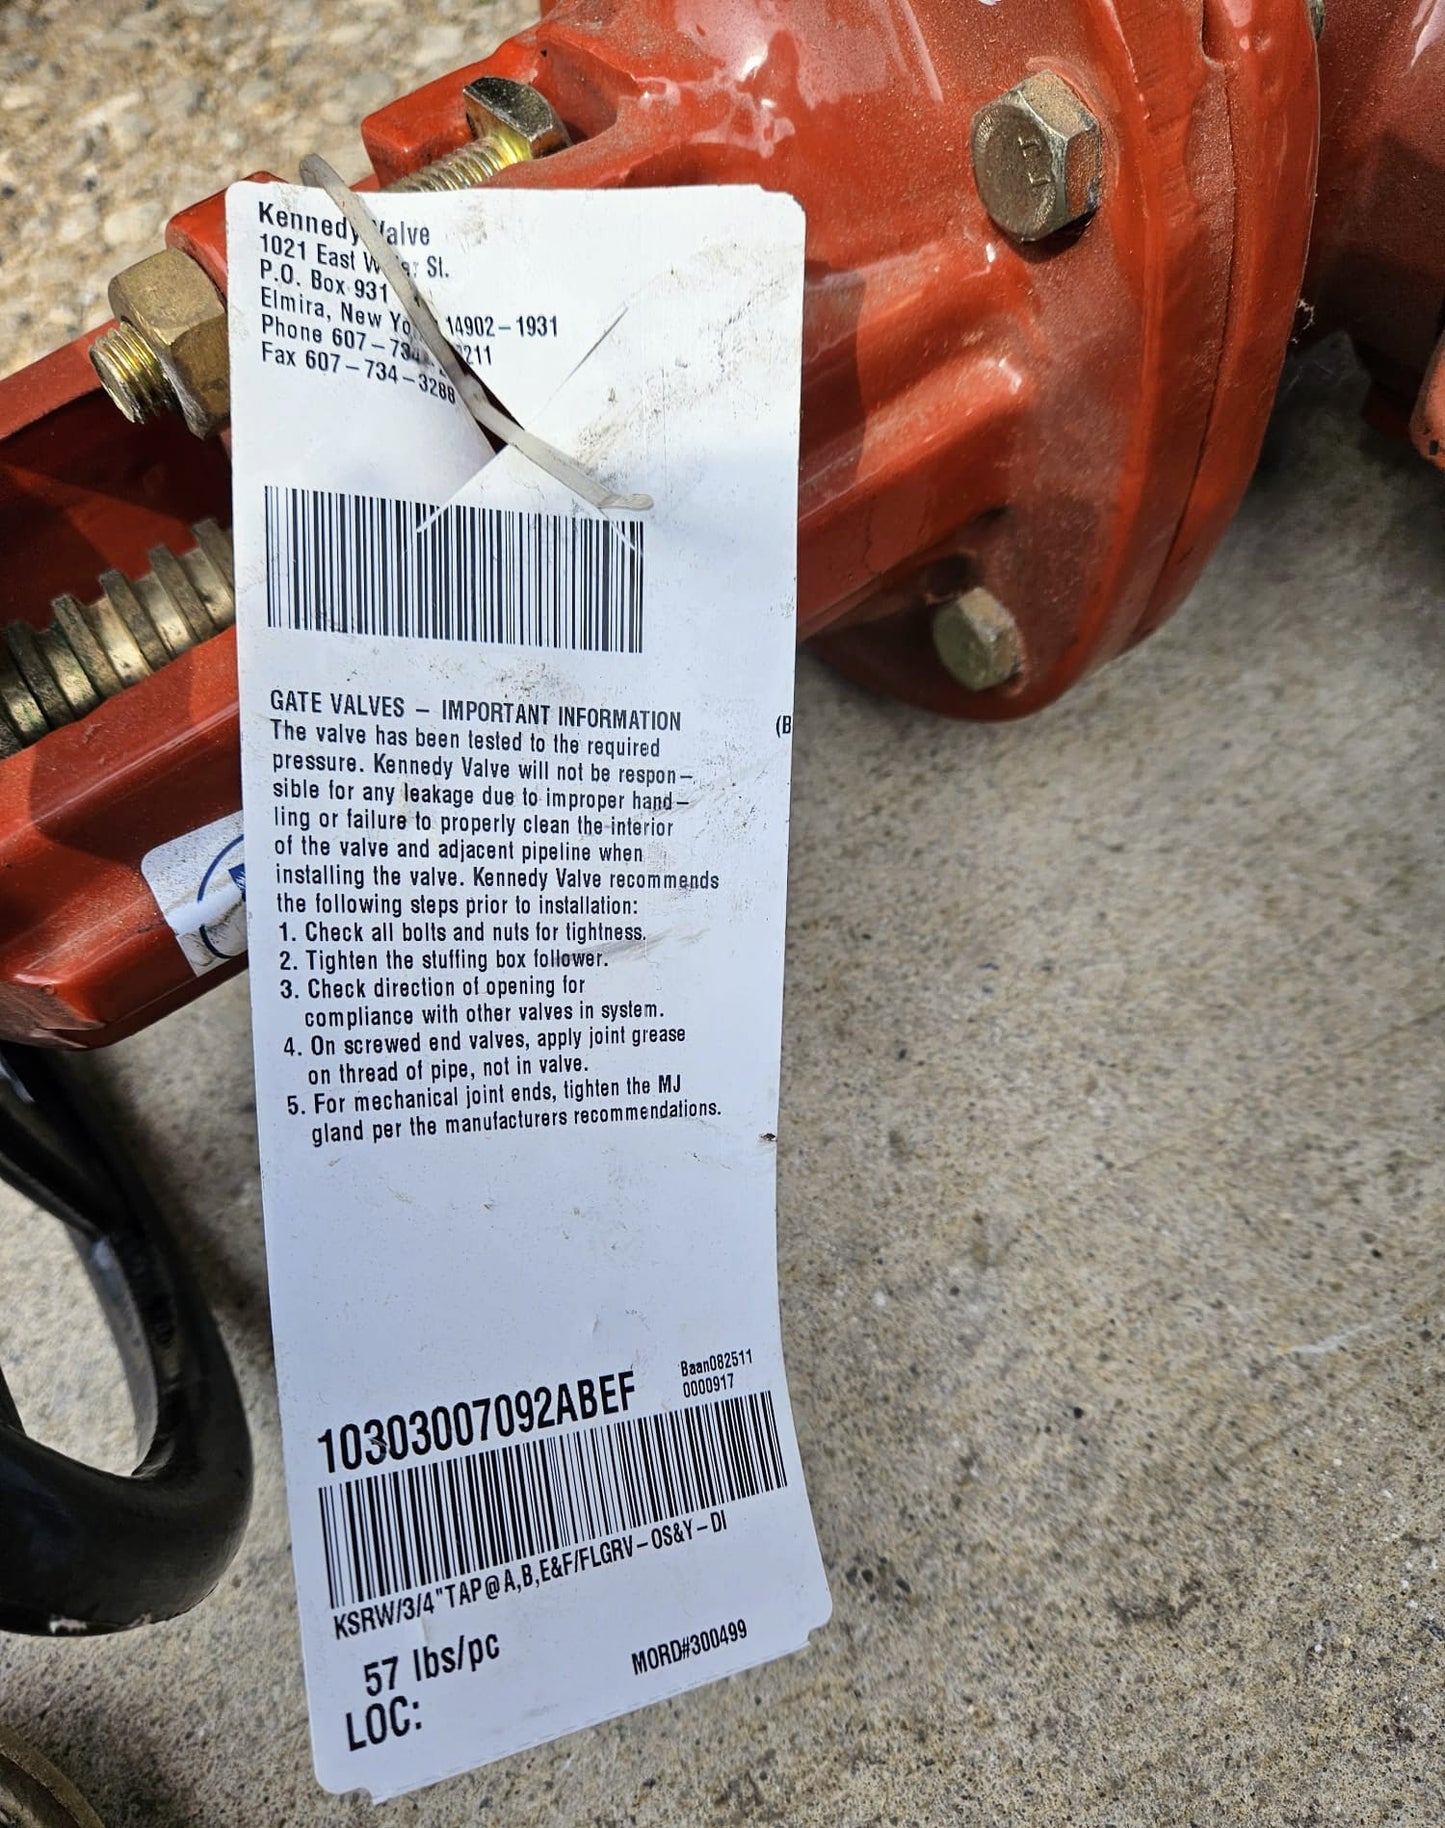 Kennedy Valve
1021 East Water St.
P.O. Box 931
Elmira, New York 14902-1931
Phone 607-734-211
Fax 607-734-3288
GATE VALVES - IMPORTANT INFORMATION
(B
The valve has been tested to the required
pressure. Kennedy Valve will not be respon-
sible for any leakage due to improper hand-
ling or failure to properly clean the interior
of the valve and adjacent pipeline when
installing the valve. Kennedy Valve recommends
the following steps prior to installation:
1. Check all bolts and nuts for tightness.
2. Tighten the stuffing box follower.
3. Check direction of opening for
compliance with other valves in system.
4. On screwed end valves, apply joint grease
on thread of pipe, not in valve.
5. For mechanical joint ends, tighten the MJ
gland per the manufacturers recommendations.
10303007092ABEF
Baan082511
0000917
KSRW/3/4"TAP@A,B,E&F/FLGRV-OS&Y-DI
57 lbs/pc
MORD#300499
LOC: